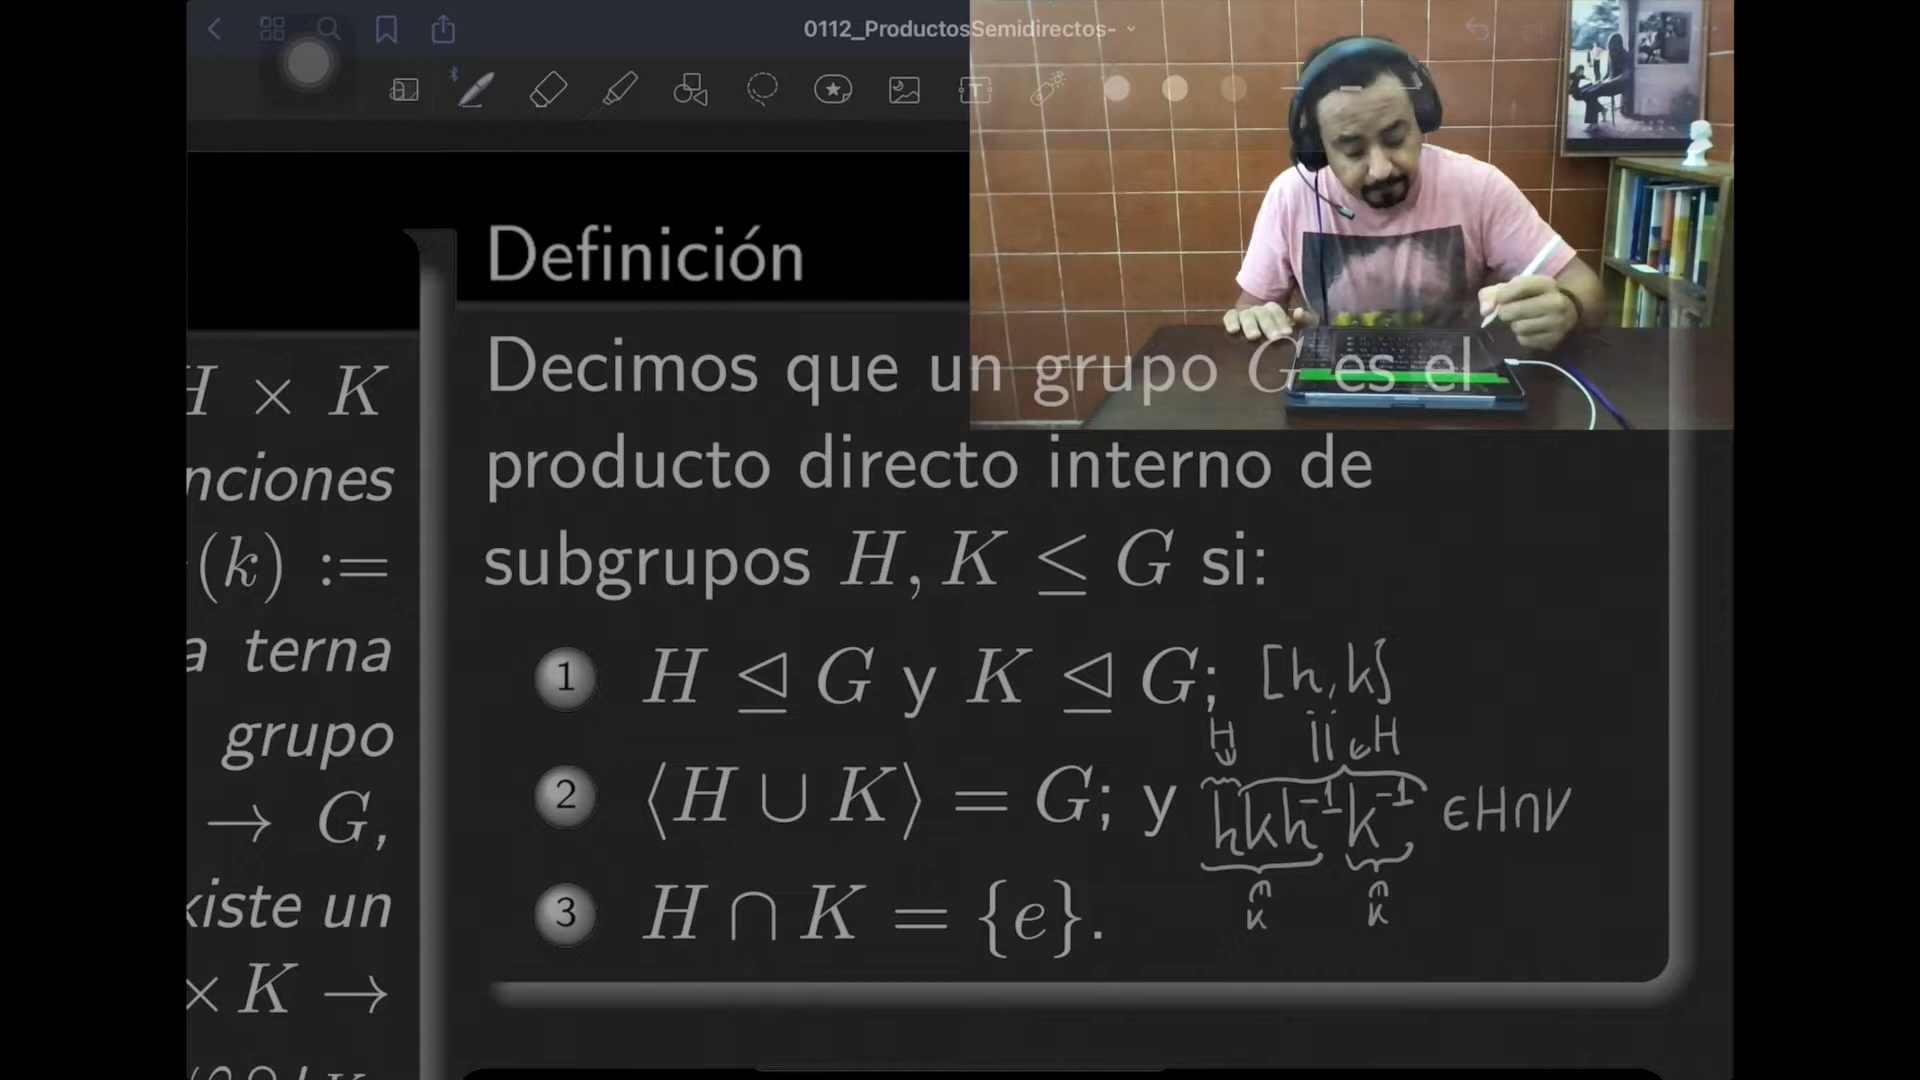 0112_ProductosSemidirectos-
H × K
nciones
(k) :=
a terna
grupo
→ G,
xiste un
× K →
Definición
Decimos que un grupo G es el
producto directo interno de
subgrupos H, K ≤ G si:
1 H ⊴ G y K ⊴ G; [h,k]
H || ∈H
2 ⟨H ∪ K⟩ = G; y hkh⁻¹k⁻¹ ∈H∩
3 H ∩ K = {e}.
∈ ∈
K K